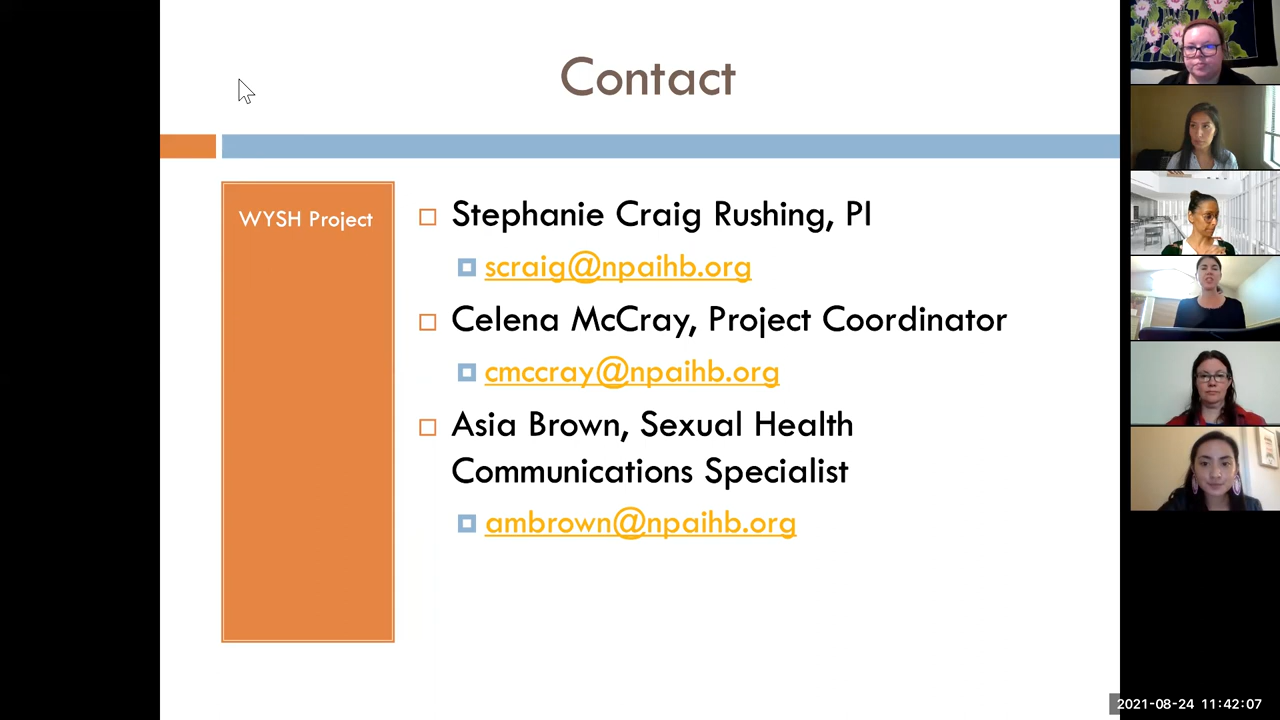 Contact
WYSH Project
Stephanie Craig Rushing, PI
scraig@npaihb.org
Celena McCray, Project Coordinator
cmccray@npaihb.org
Asia Brown, Sexual Health
Communications Specialist
ambrown@npaihb.org
2021-08-24 11:42:07